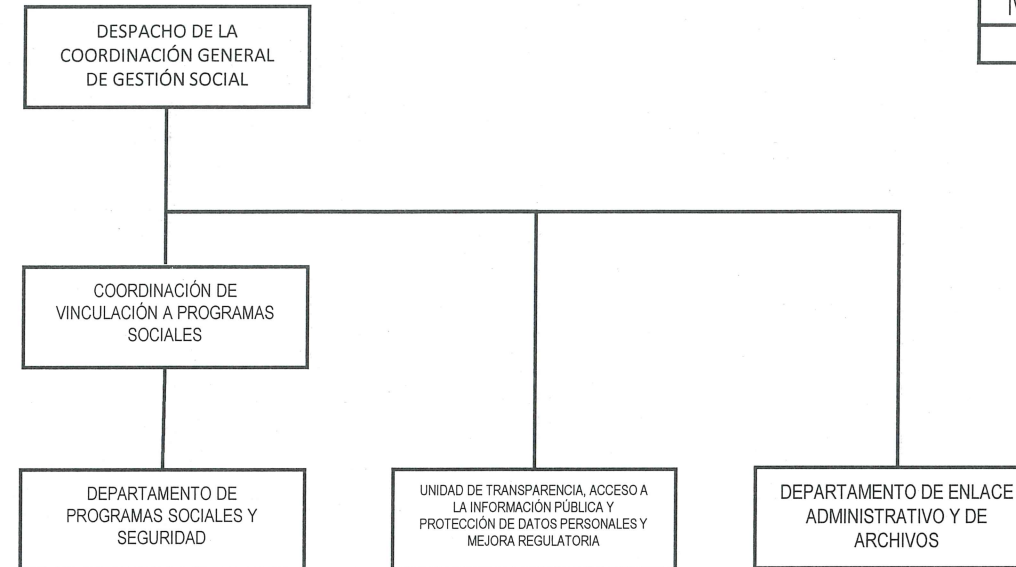 DESPACHO DE LA
COORDINACIÓN GENERAL
DE GESTIÓN SOCIAL
COORDINACIÓN DE
VINCULACIÓN A PROGRAMAS
SOCIALES
DEPARTAMENTO DE
PROGRAMAS SOCIALES Y
SEGURIDAD
UNIDAD DE TRANSPARENCIA, ACCESO A
LA INFORMACIÓN PÚBLICA Y
PROTECCIÓN DE DATOS PERSONALES Y
MEJORA REGULATORIA
DEPARTAMENTO DE ENLACE
ADMINISTRATIVO Y DE
ARCHIVOS